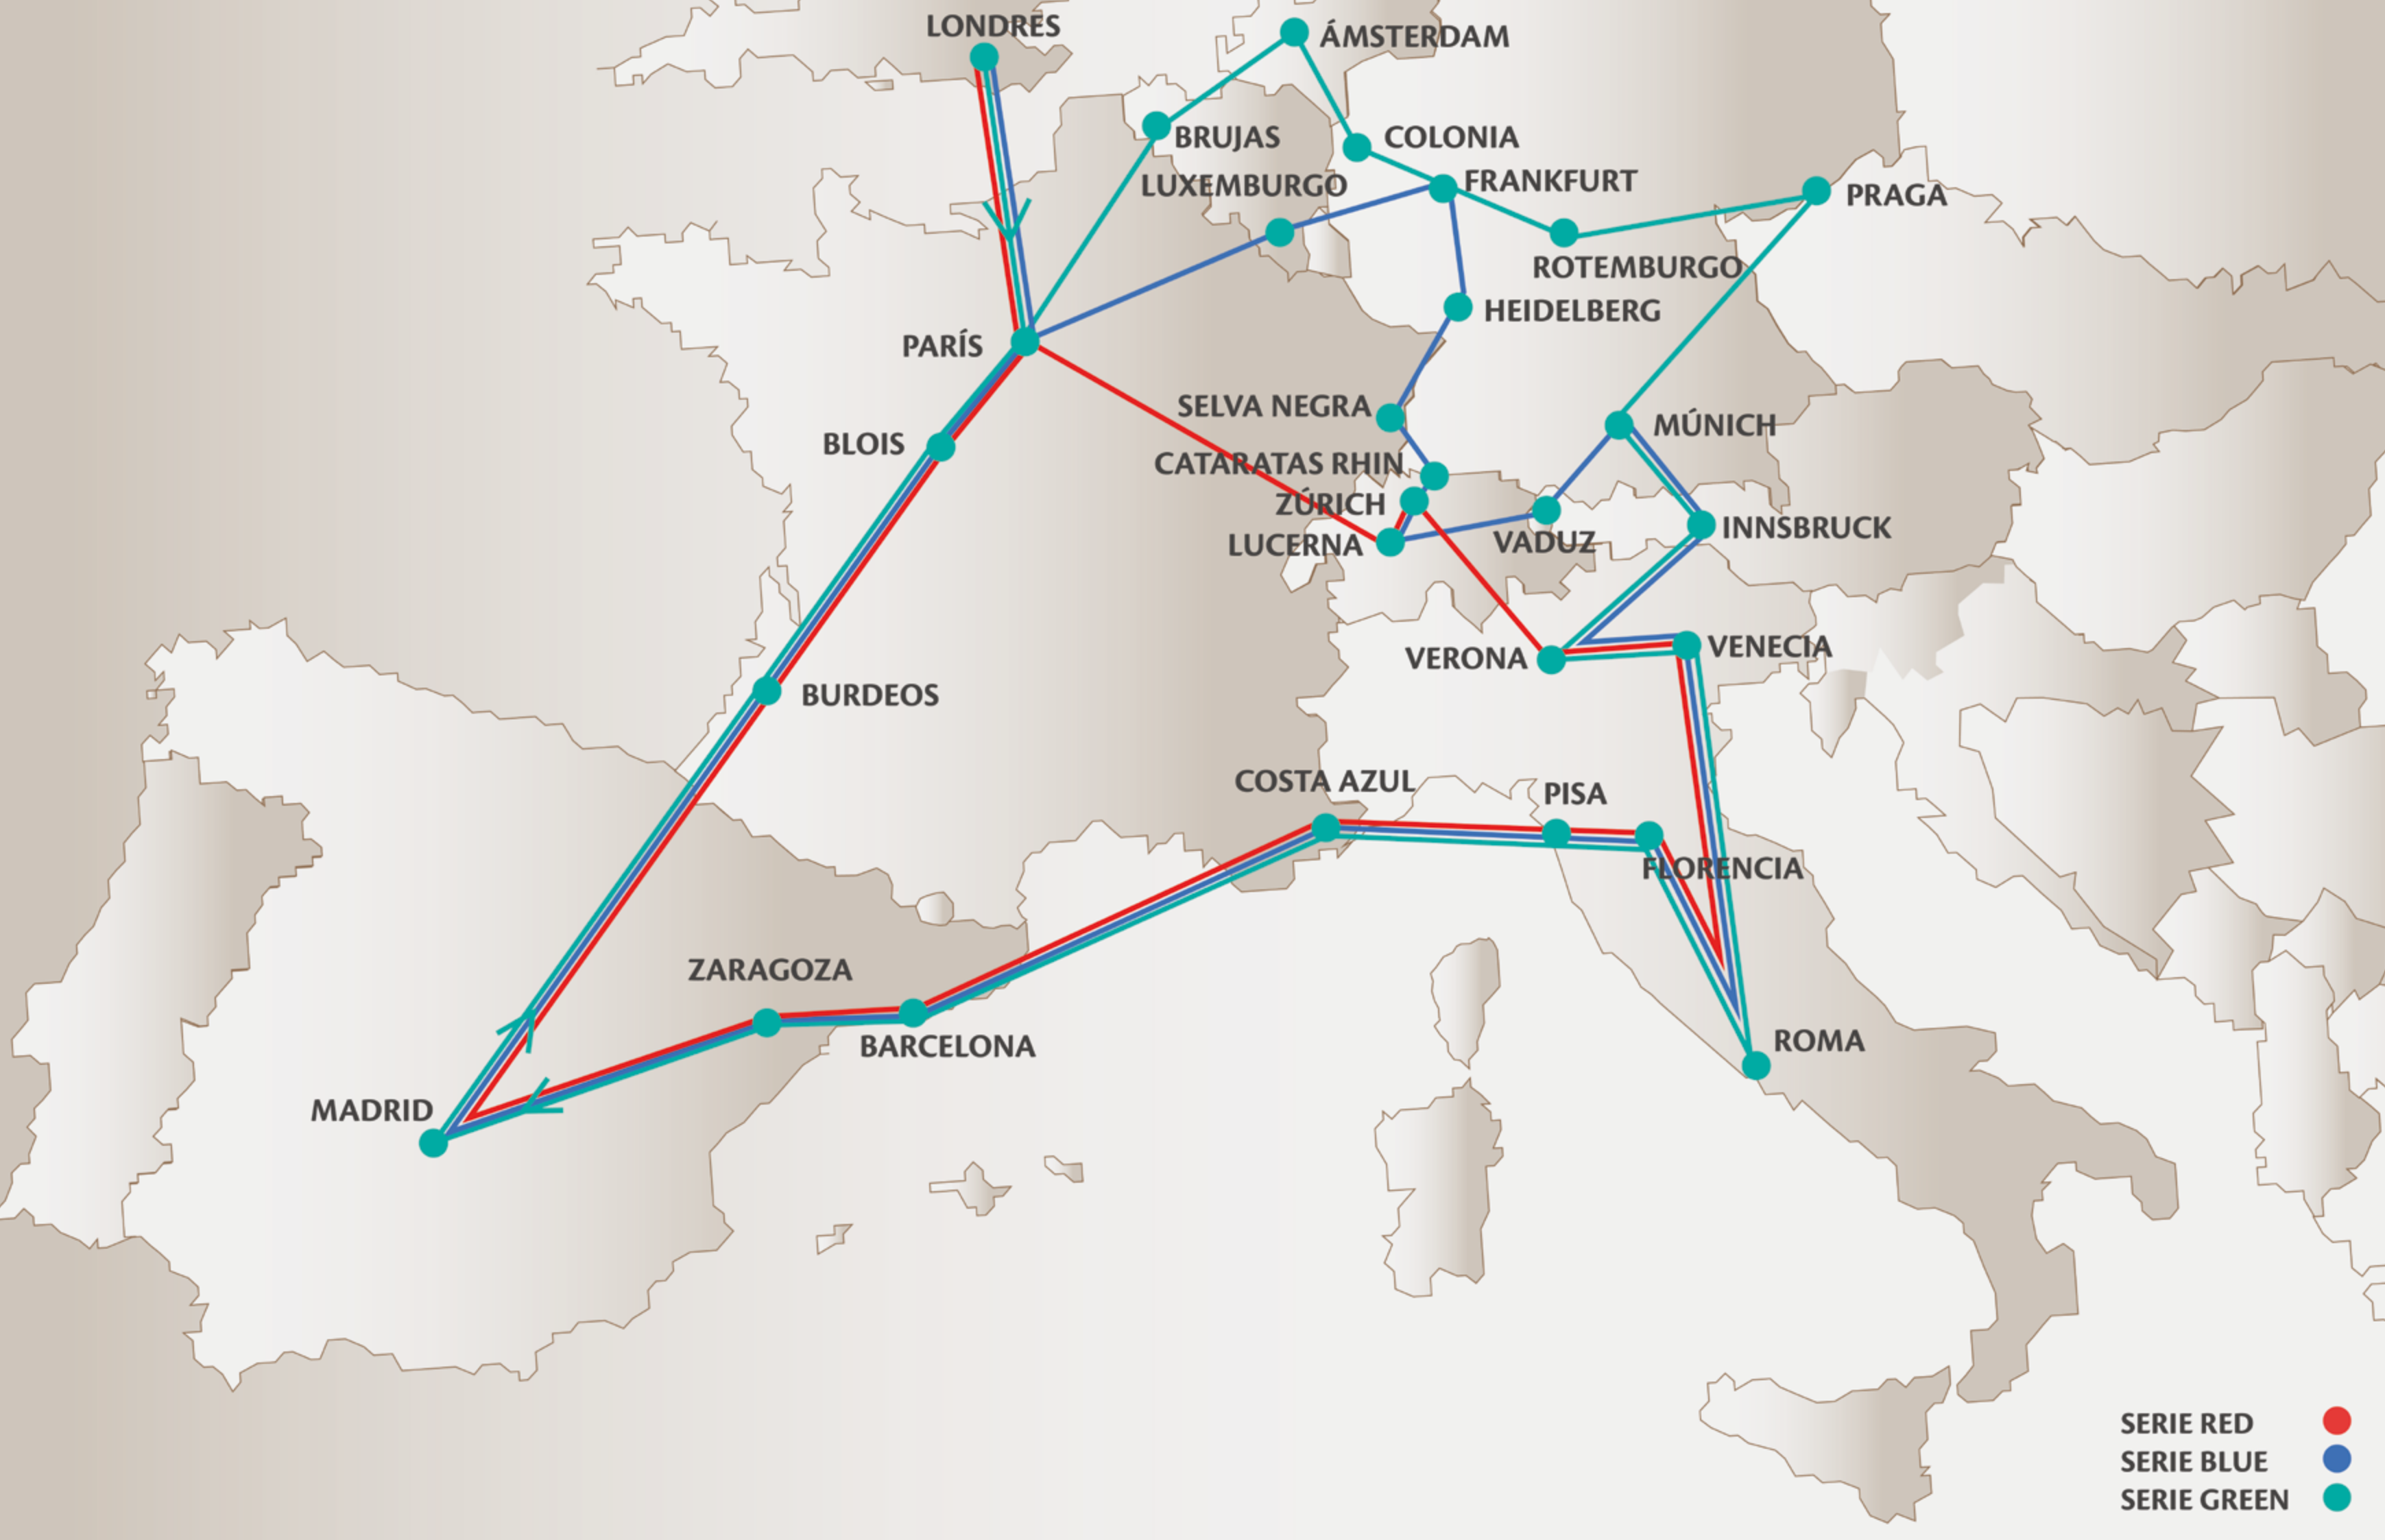 LONDRES
ÁMSTERDAM
BRUJAS
COLONIA
LUXEMBURGO
FRANKFURT
PRAGA
ROTEMBURGO
HEIDELBERG
PARÍS
SELVA NEGRA
MÚNICH
BLOIS
CATARATAS RHIN
ZÚRICH
INNSBRUCK
LUCERNA
VADUZ
VERONA
VENECIA
BURDEOS
COSTA AZUL
PISA
FLORENCIA
ZARAGOZA
BARCELONA
ROMA
MADRID
SERIE RED
SERIE BLUE
SERIE GREEN